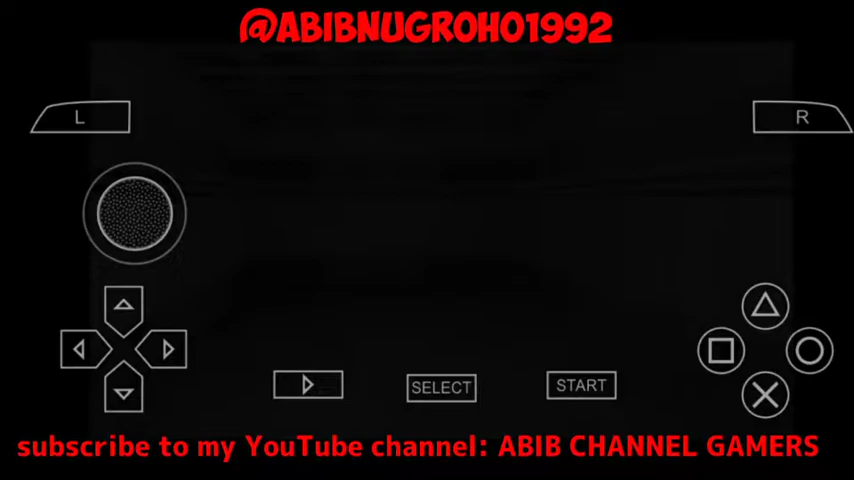 @ABIBNUGROHO1992
L
R
SELECT
START
subscribe to my YouTube channel: ABIB CHANNEL GAMERS